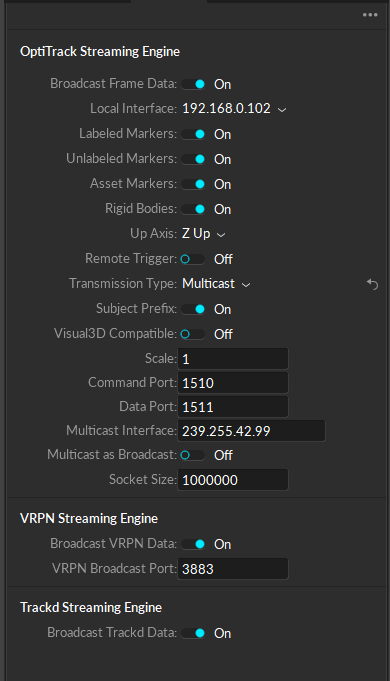 OptiTrack Streaming Engine
Broadcast Frame Data: On
Local Interface: 192.168.0.102
Labeled Markers: On
Unlabeled Markers: On
Asset Markers: On
Rigid Bodies: On
Up Axis: Z Up
Remote Trigger: Off
Transmission Type: Multicast
Subject Prefix: On
Visual3D Compatible: Off
Scale: 1
Command Port: 1510
Data Port: 1511
Multicast Interface: 239.255.42.99
Multicast as Broadcast: Off
Socket Size: 1000000
VRPN Streaming Engine
Broadcast VRPN Data: On
VRPN Broadcast Port: 3883
Trackd Streaming Engine
Broadcast Trackd Data: On